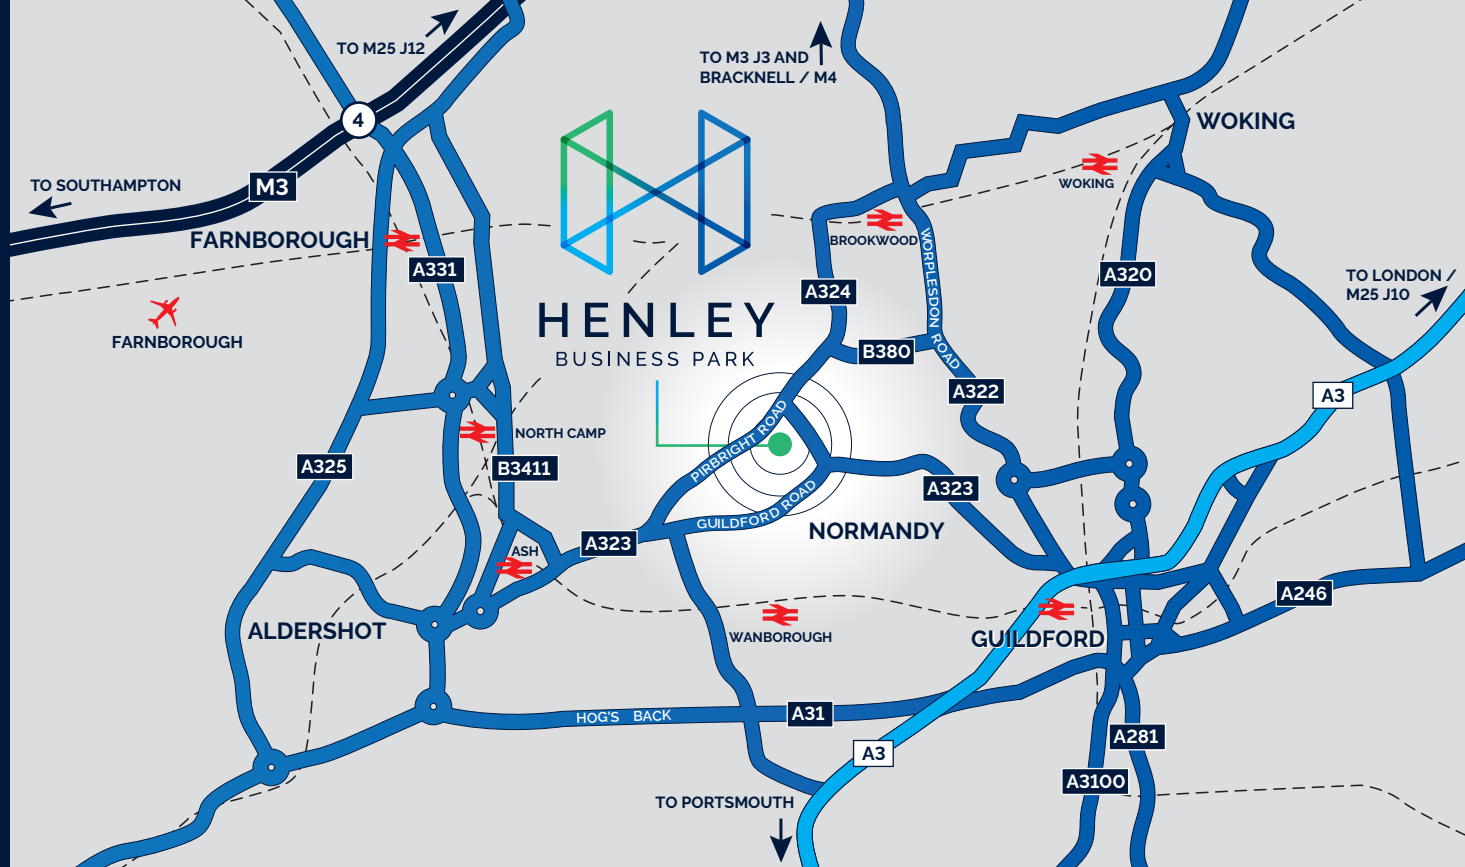 TO M25 J12
TO M3 J3 AND
BRACKNELL / M4
4
WOKING
WOKING
TO SOUTHAMPTON
M3
FARNBOROUGH
BROOKWOOD
WORPLESDON ROAD
A331
A324
A320
TO LONDON /
M25 J10
FARNBOROUGH
HENLEY
BUSINESS PARK
B380
A322
A3
PIRBRIGHT ROAD
NORTH CAMP
A325
B3411
A323
GUILDFORD ROAD
NORMANDY
A323
ASH
A246
ALDERSHOT
WANBOROUGH
GUILDFORD
HOG'S BACK
A31
A281
A3
A3100
TO PORTSMOUTH